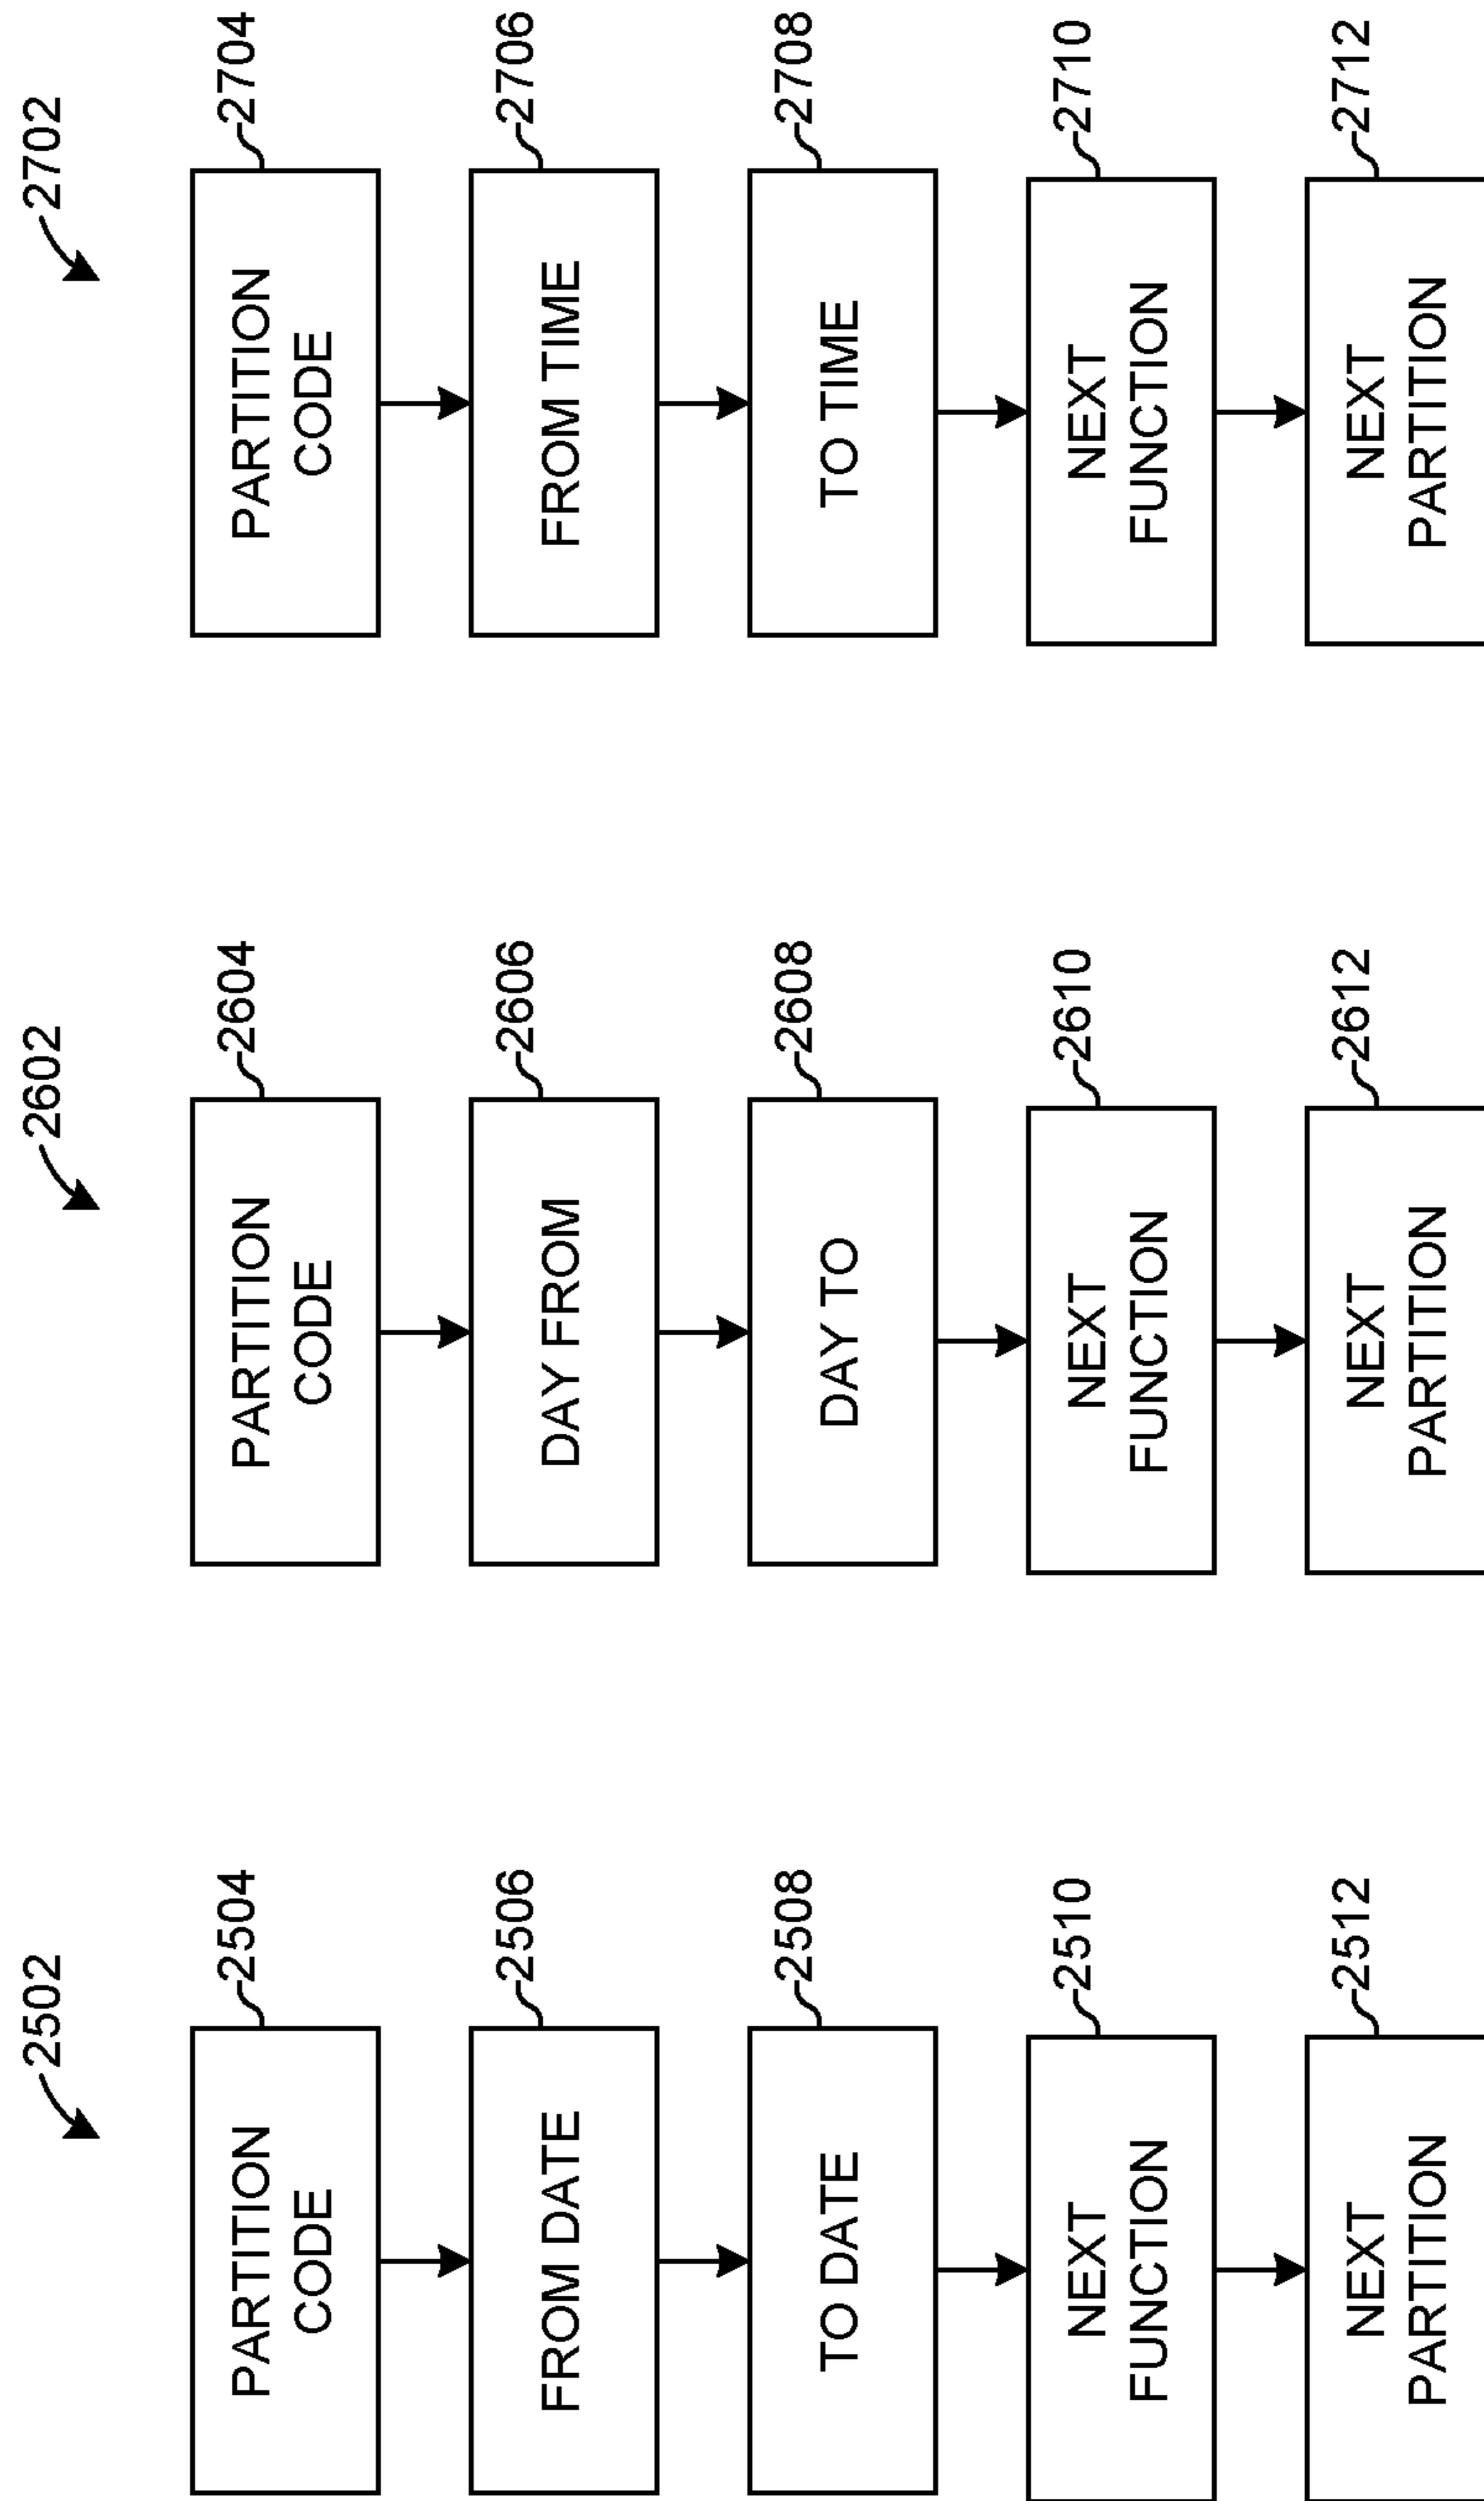 2502
PARTITION
CODE
2504
FROM DATE
2506
TO DATE
2508
NEXT
FUNCTION
2510
NEXT
PARTITION
2512
2602
PARTITION
CODE
2604
DAY FROM
2606
DAY TO
2608
NEXT
FUNCTION
2610
NEXT
PARTITION
2612
2702
PARTITION
CODE
2704
FROM TIME
2706
TO TIME
2708
NEXT
FUNCTION
2710
NEXT
PARTITION
2712